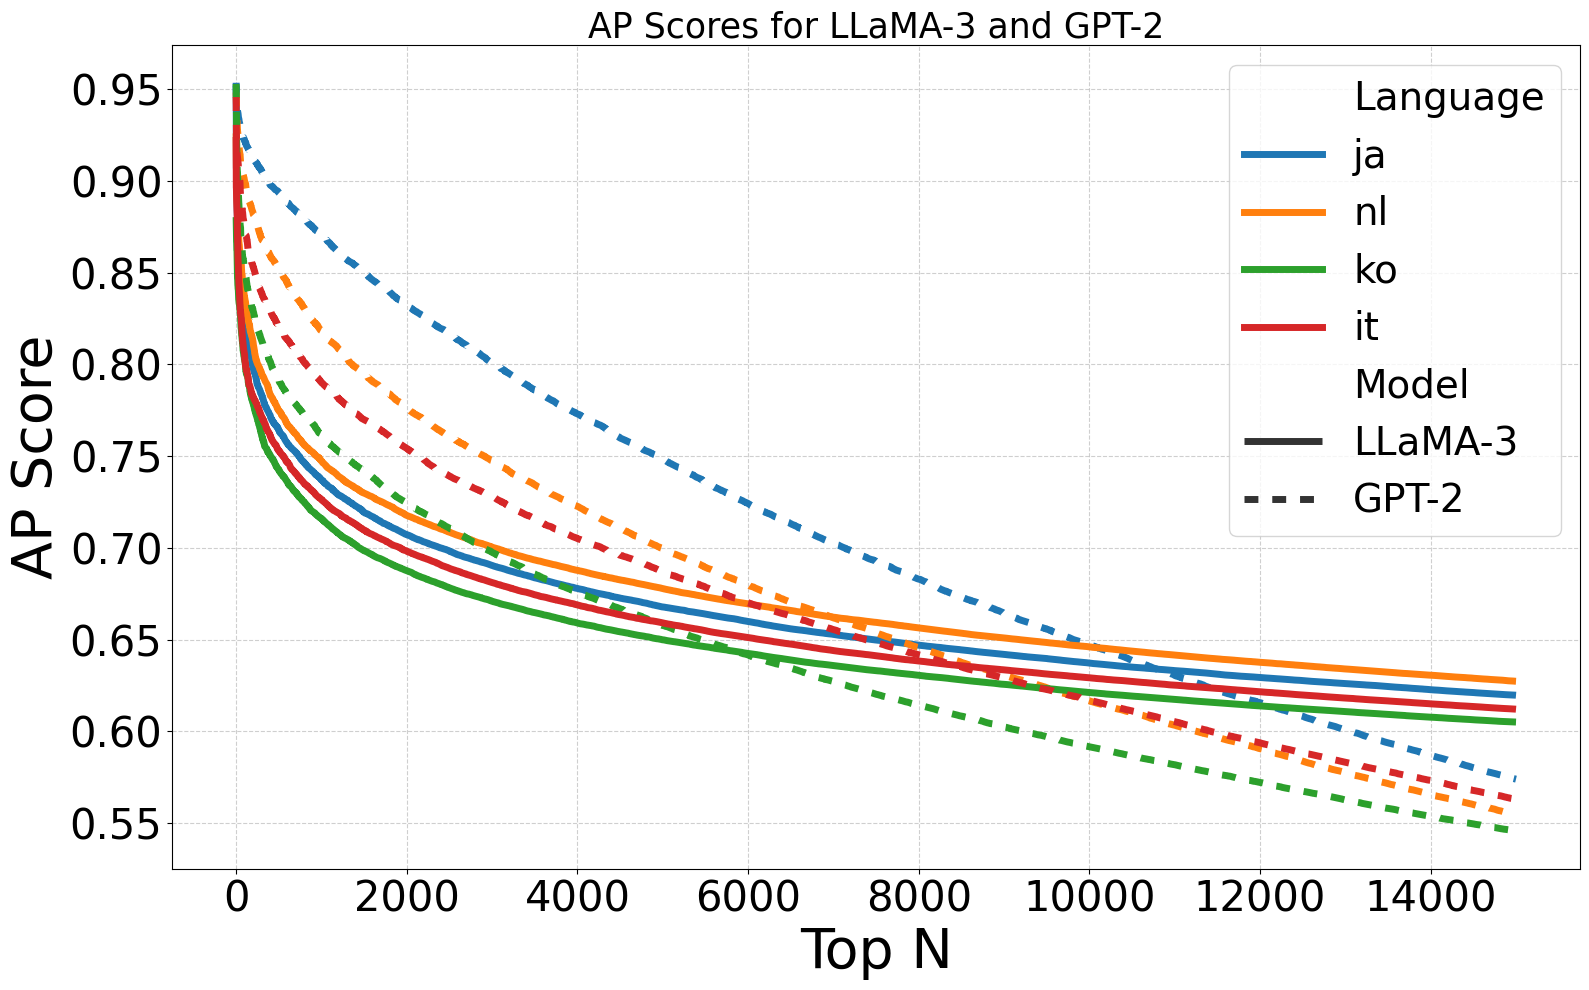 AP Scores for LLaMA-3 and GPT-2
AP Score
0.95
0.90
0.85
0.80
0.75
0.70
0.65
0.60
0.55
Language
ja
nl
ko
it
Model
LLaMA-3
GPT-2
0 2000 4000 6000 8000 10000 12000 14000
Top N